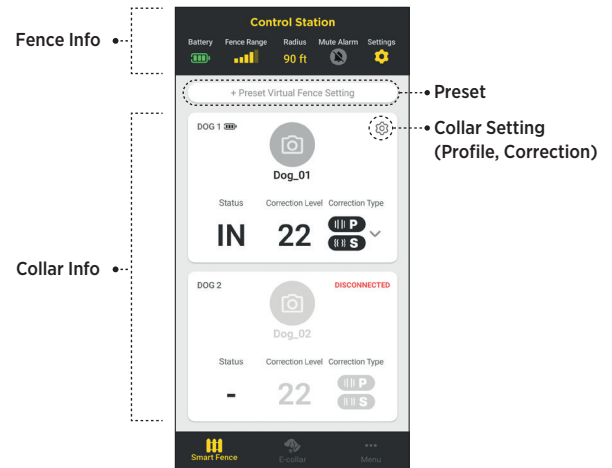 Control Station
Fence Info
Battery Fence Range Radius Mute Alarm Settings
90 ft
+ Preset Virtual Fence Setting
Preset
DOG 1
Collar Setting
(Profile, Correction)
Dog_01
Status Correction Level Correction Type
IN 22 P
S
Collar Info
DOG 2 DISCONNECTED
Dog_02
Status Correction Level Correction Type
- 22 P
S
Smart Fence E-collar Menu